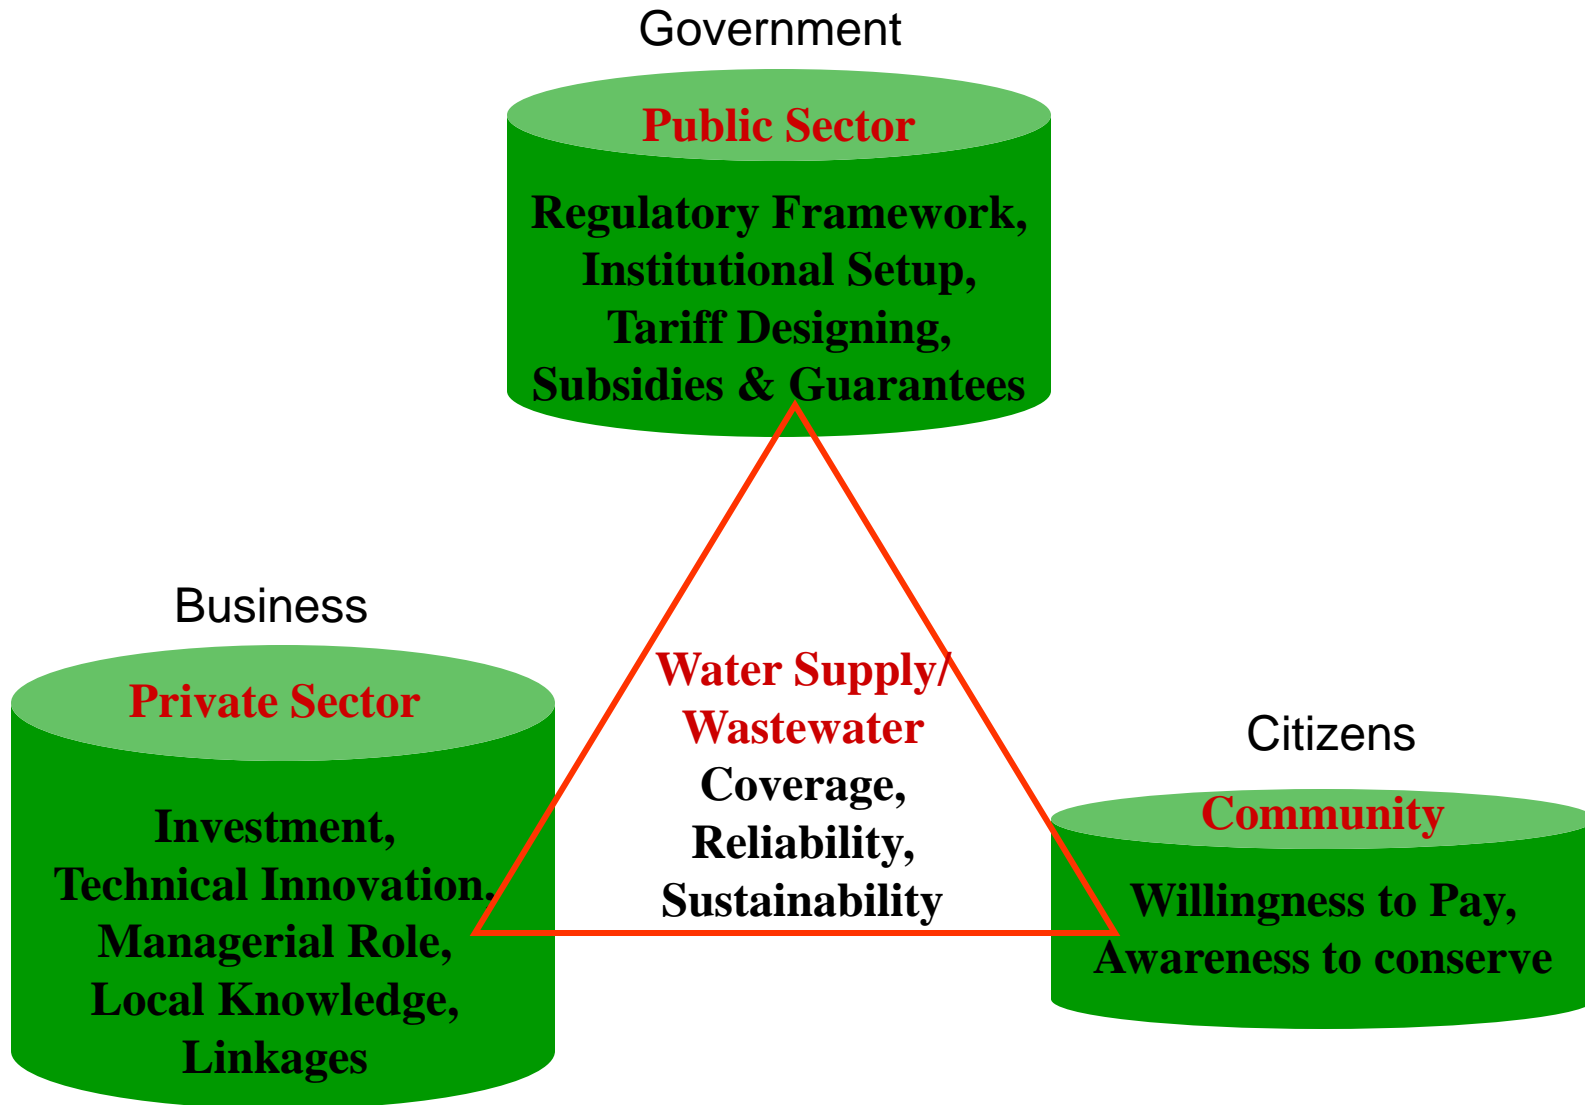 Government
Public Sector
Regulatory Framework,
Institutional Setup,
Tariff Designing,
Subsidies & Guarantees
Business
Private Sector
Investment,
Technical Innovation,
Managerial Role,
Local Knowledge,
Linkages
Water Supply/
Wastewater
Coverage,
Reliability,
Sustainability
Citizens
Community
Willingness to Pay,
Awareness to conserve